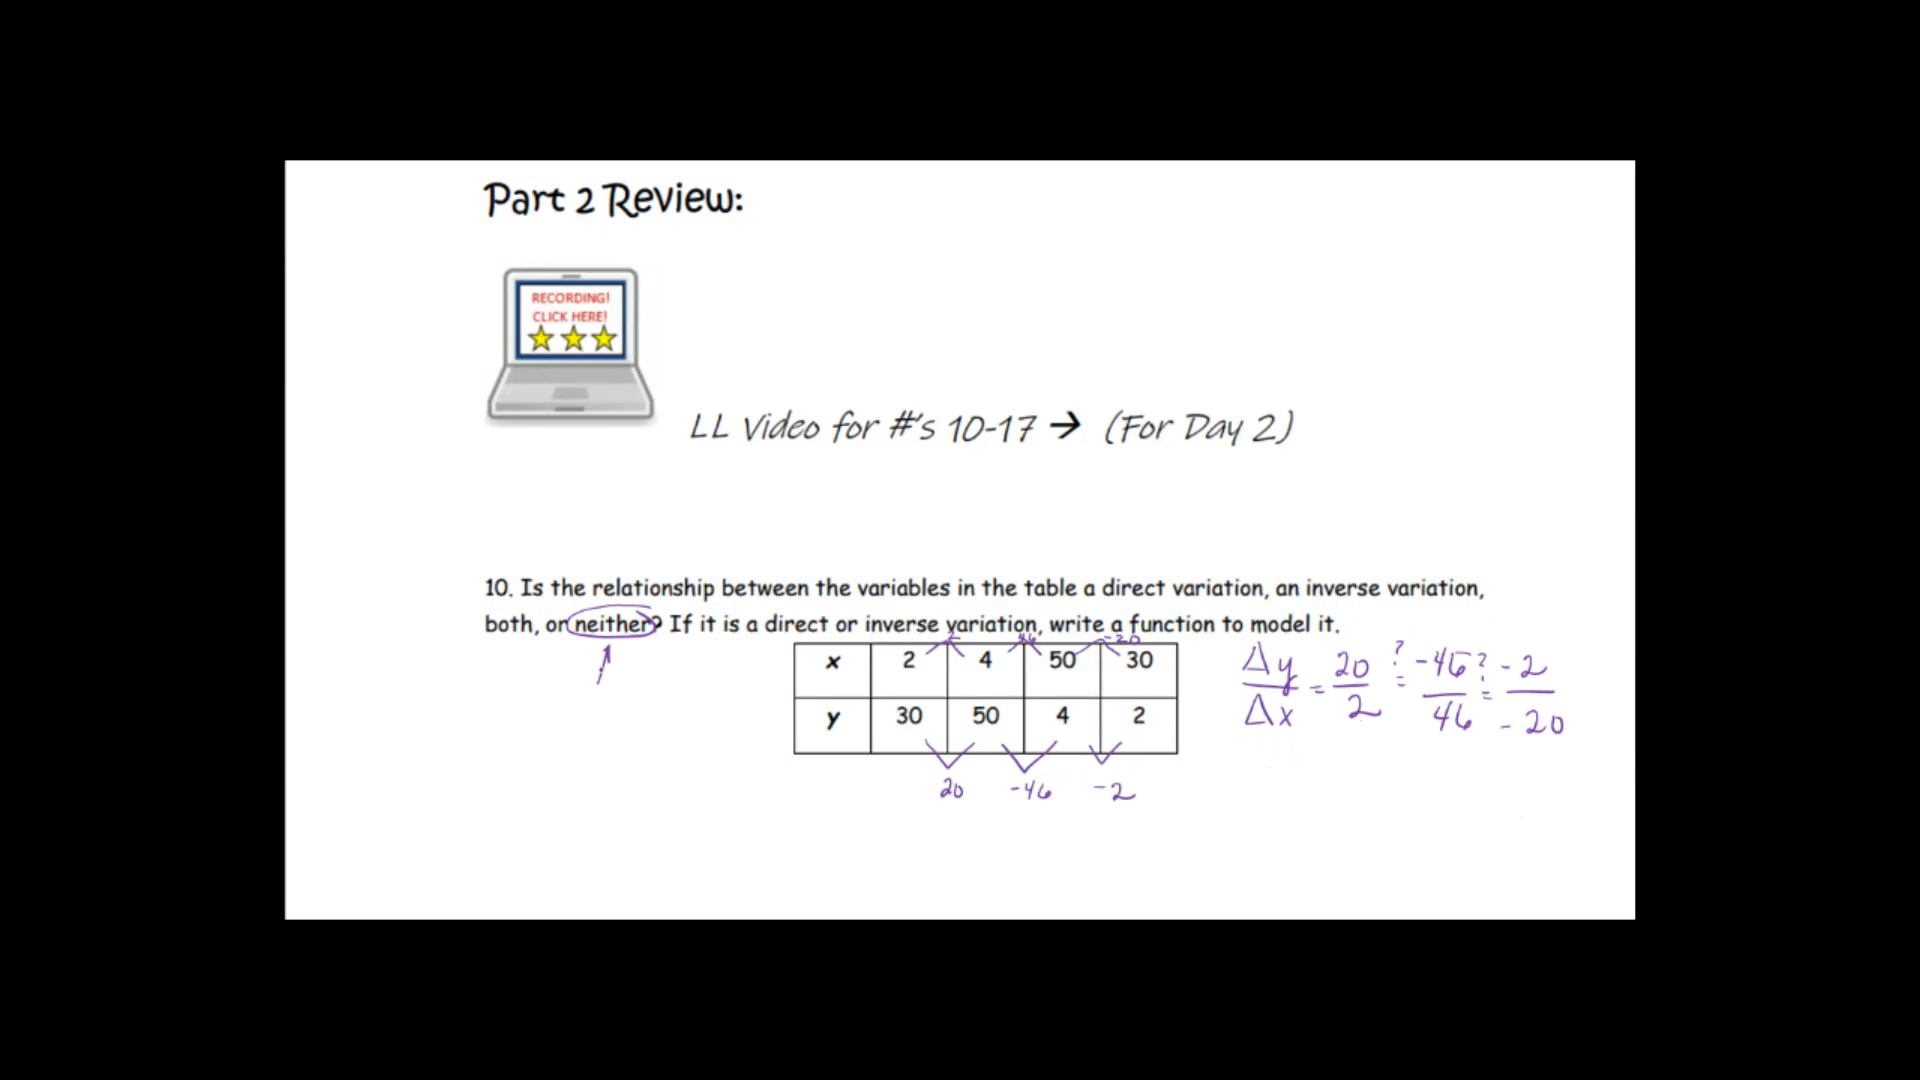 Part 2 Review:
RECORDING!
CLICK HERE!
LL Video for #'s 10-17 → (For Day 2)
10. Is the relationship between the variables in the table a direct variation, an inverse variation,
both, or neither? If it is a direct or inverse variation, write a function to model it.
2 46 -20
x 2 4 50 30
y 30 50 4 2
20 -46 -2
Δy/Δx = 20/2 ?= -46/46 ?= -2/-20